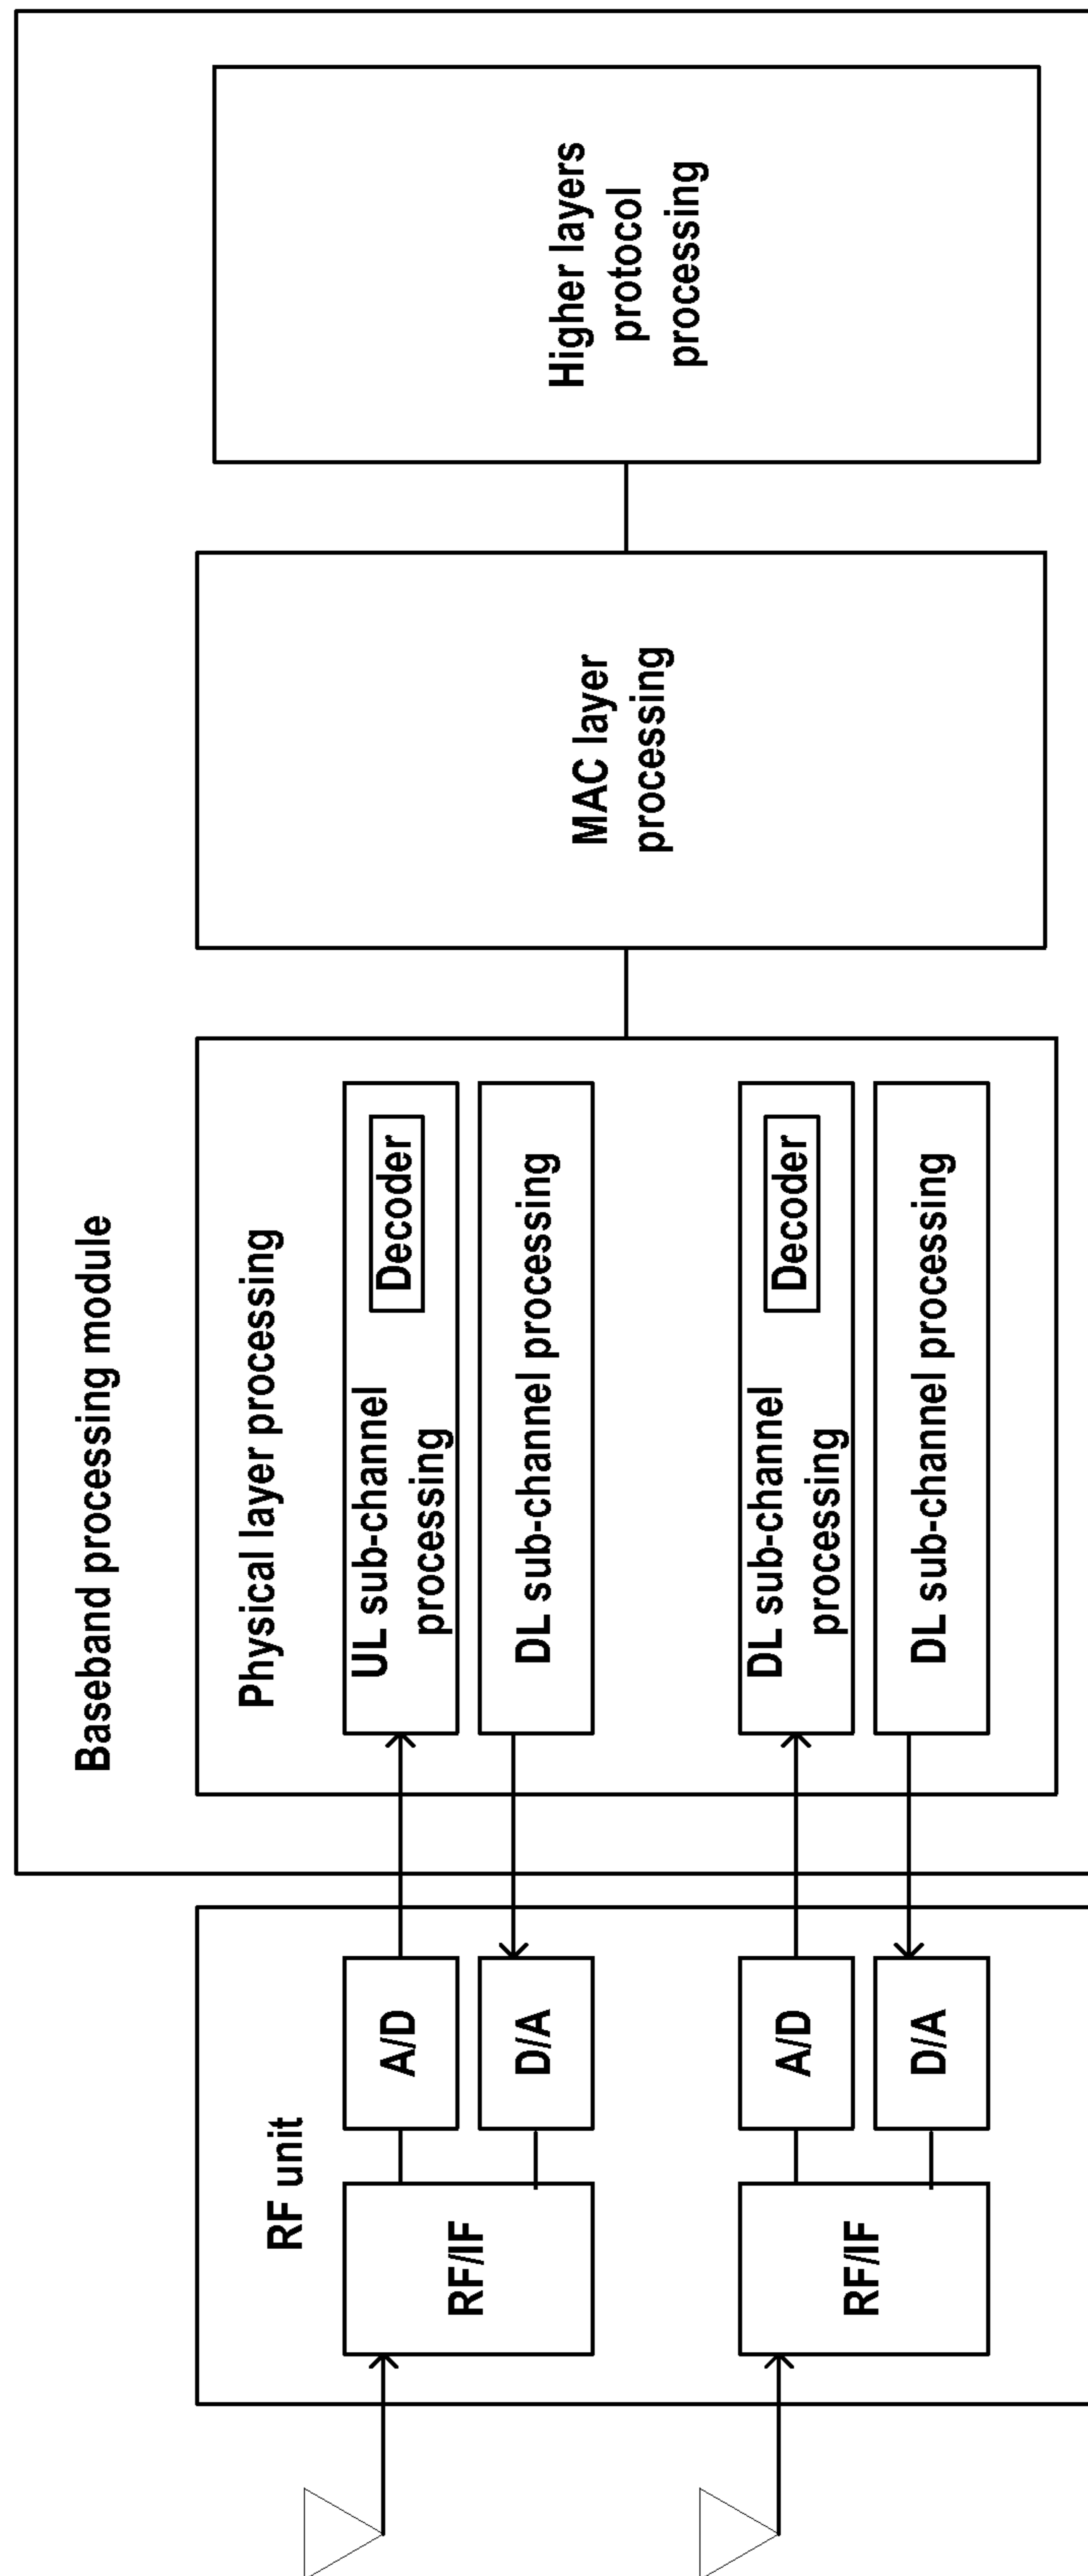 Baseband processing module
RF unit
Physical layer processing
RF/IF
A/D
UL sub-channel
processing
Decoder
D/A
DL sub-channel processing
RF/IF
A/D
DL sub-channel
processing
Decoder
D/A
DL sub-channel processing
MAC layer
processing
Higher layers
protocol
processing